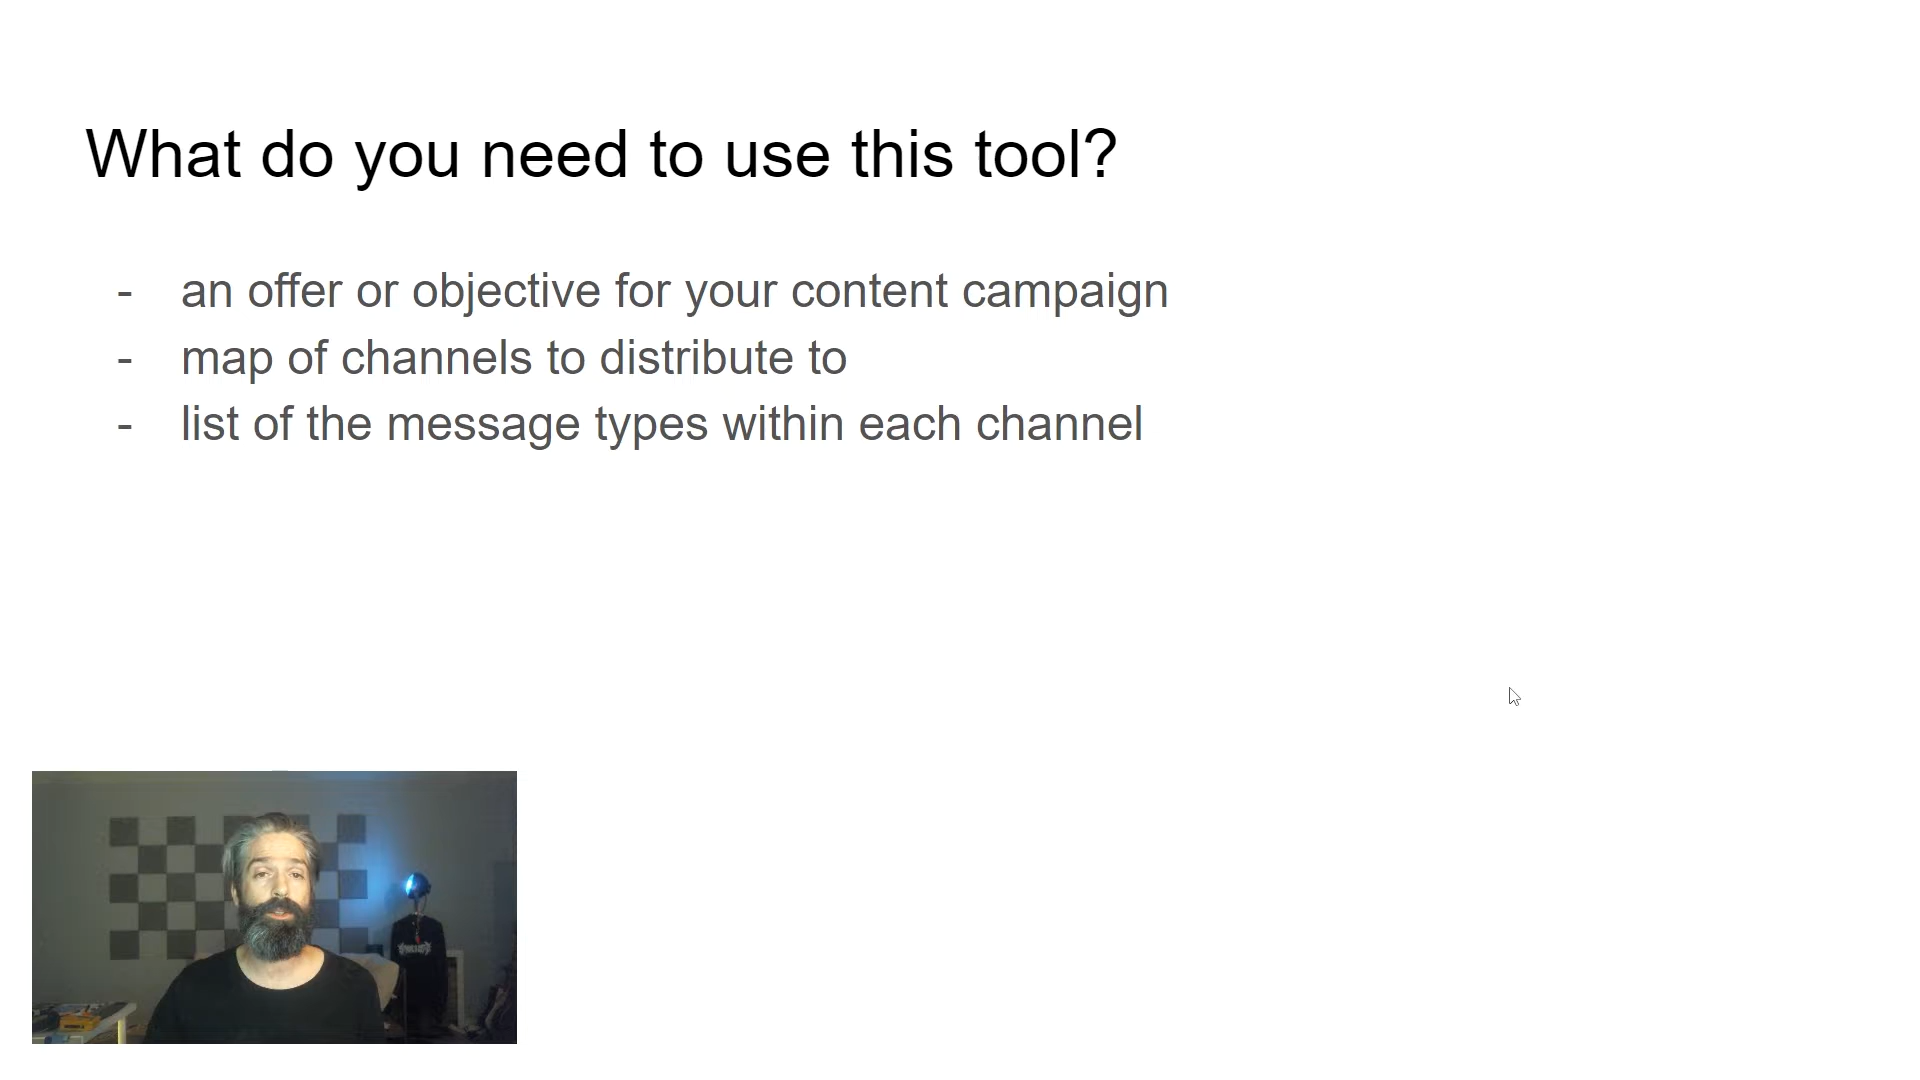 What do you need to use this tool?
- an offer or objective for your content campaign
- map of channels to distribute to
- list of the message types within each channel